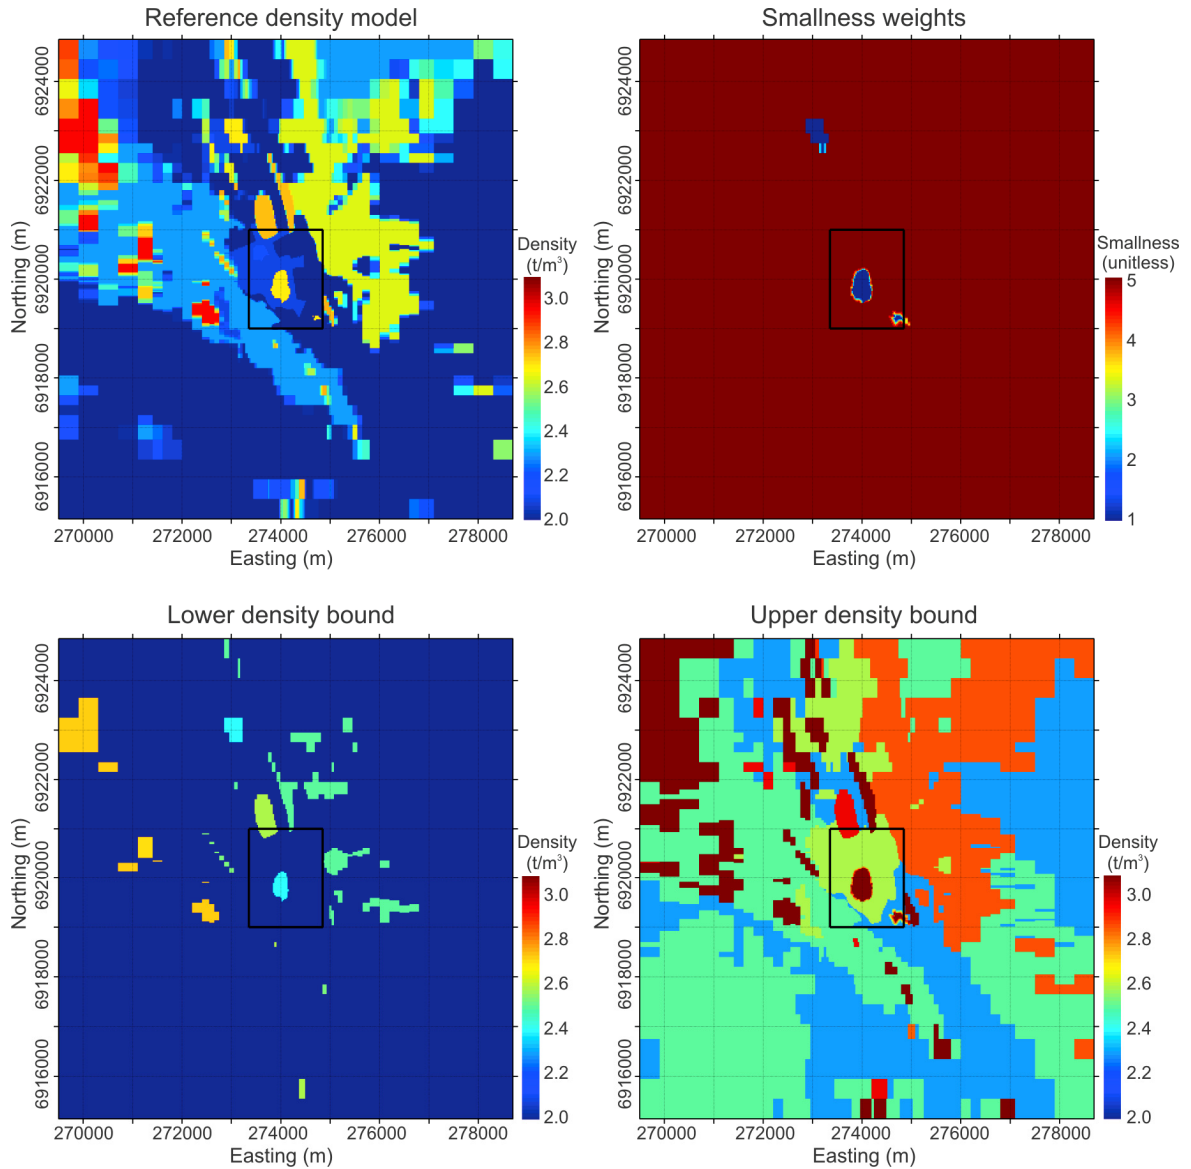 Reference density model
Smallness weights
6924000
6922000
6920000
6918000
6916000
Northing (m)
Density
(t/m³)
3.0
2.8
2.6
2.4
2.2
2.0
270000 272000 274000 276000 278000
Easting (m)
6924000
6922000
6920000
6918000
6916000
Northing (m)
Smallness
(unitless)
5
4
3
2
1
270000 272000 274000 276000 278000
Easting (m)
Lower density bound
Upper density bound
6924000
6922000
6920000
6918000
6916000
Northing (m)
Density
(t/m³)
3.0
2.8
2.6
2.4
2.2
2.0
270000 272000 274000 276000 278000
Easting (m)
6924000
6922000
6920000
6918000
6916000
Northing (m)
Density
(t/m³)
3.0
2.8
2.6
2.4
2.2
2.0
270000 272000 274000 276000 278000
Easting (m)